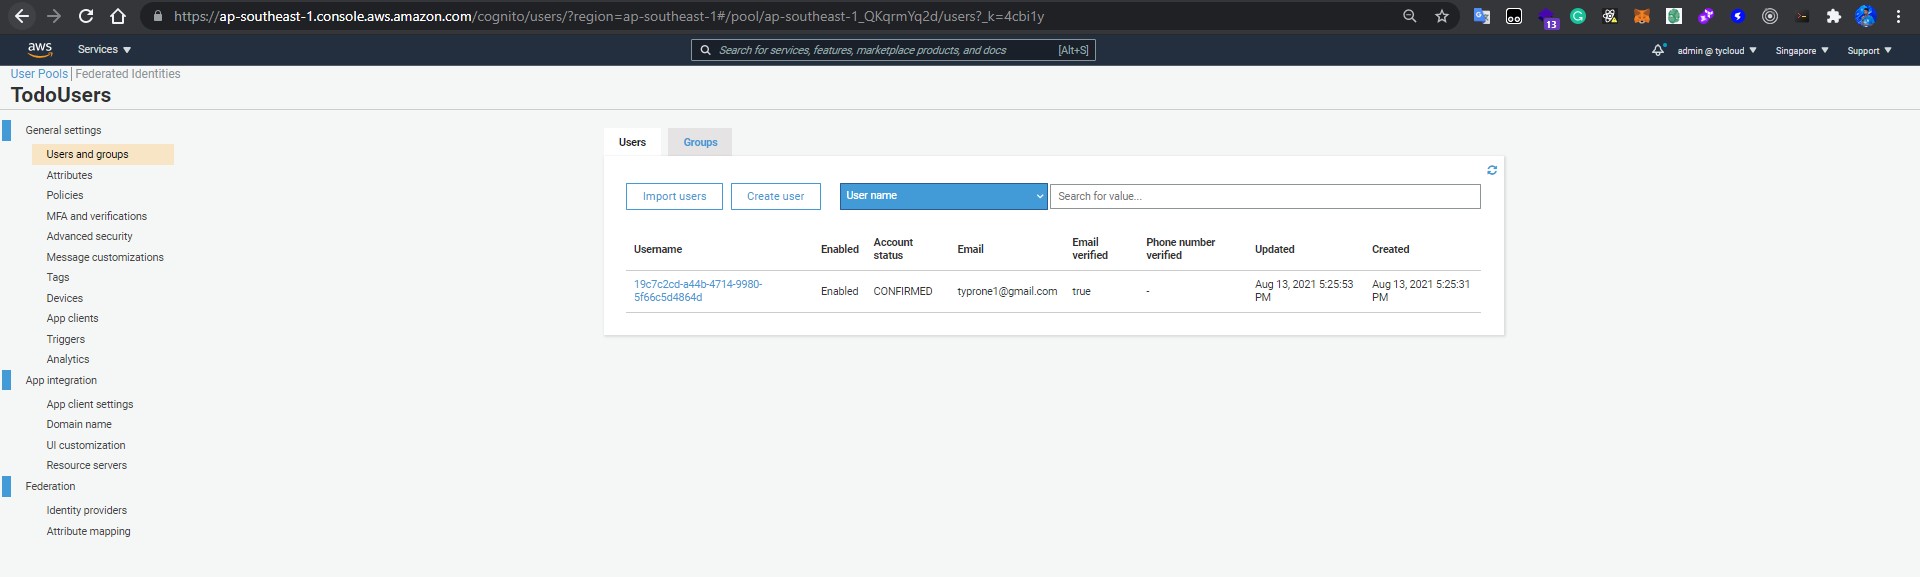 https://ap-southeast-1.console.aws.amazon.com/cognito/users/?region=ap-southeast-1#/pool/ap-southeast-1_QKqrmYq2d/users?_k=4cbi1y
13
aws Services Search for services, features, marketplace products, and docs [Alt+S] admin @ tycloud Singapore Support
User Pools | Federated Identities
TodoUsers
General settings
Users and groups
Attributes
Policies
MFA and verifications
Advanced security
Message customizations
Tags
Devices
App clients
Triggers
Analytics
App integration
App client settings
Domain name
UI customization
Resource servers
Federation
Identity providers
Attribute mapping
Users Groups
Import users Create user User name Search for value...
Username Enabled Account status Email Email verified Phone number verified Updated Created
19c7c2cd-a44b-4714-9980-5f66c5d4864d Enabled CONFIRMED typrone1@gmail.com true - Aug 13, 2021 5:25:53 PM Aug 13, 2021 5:25:31 PM